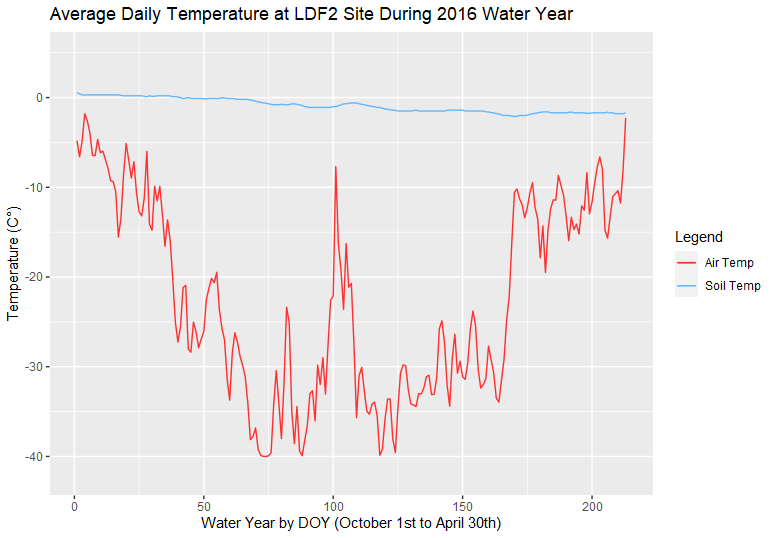 Average Daily Temperature at LDF2 Site During 2016 Water Year
Temperature (C°)
0
-10
-20
-30
-40
0 50 100 150 200
Water Year by DOY (October 1st to April 30th)
Legend
Air Temp
Soil Temp